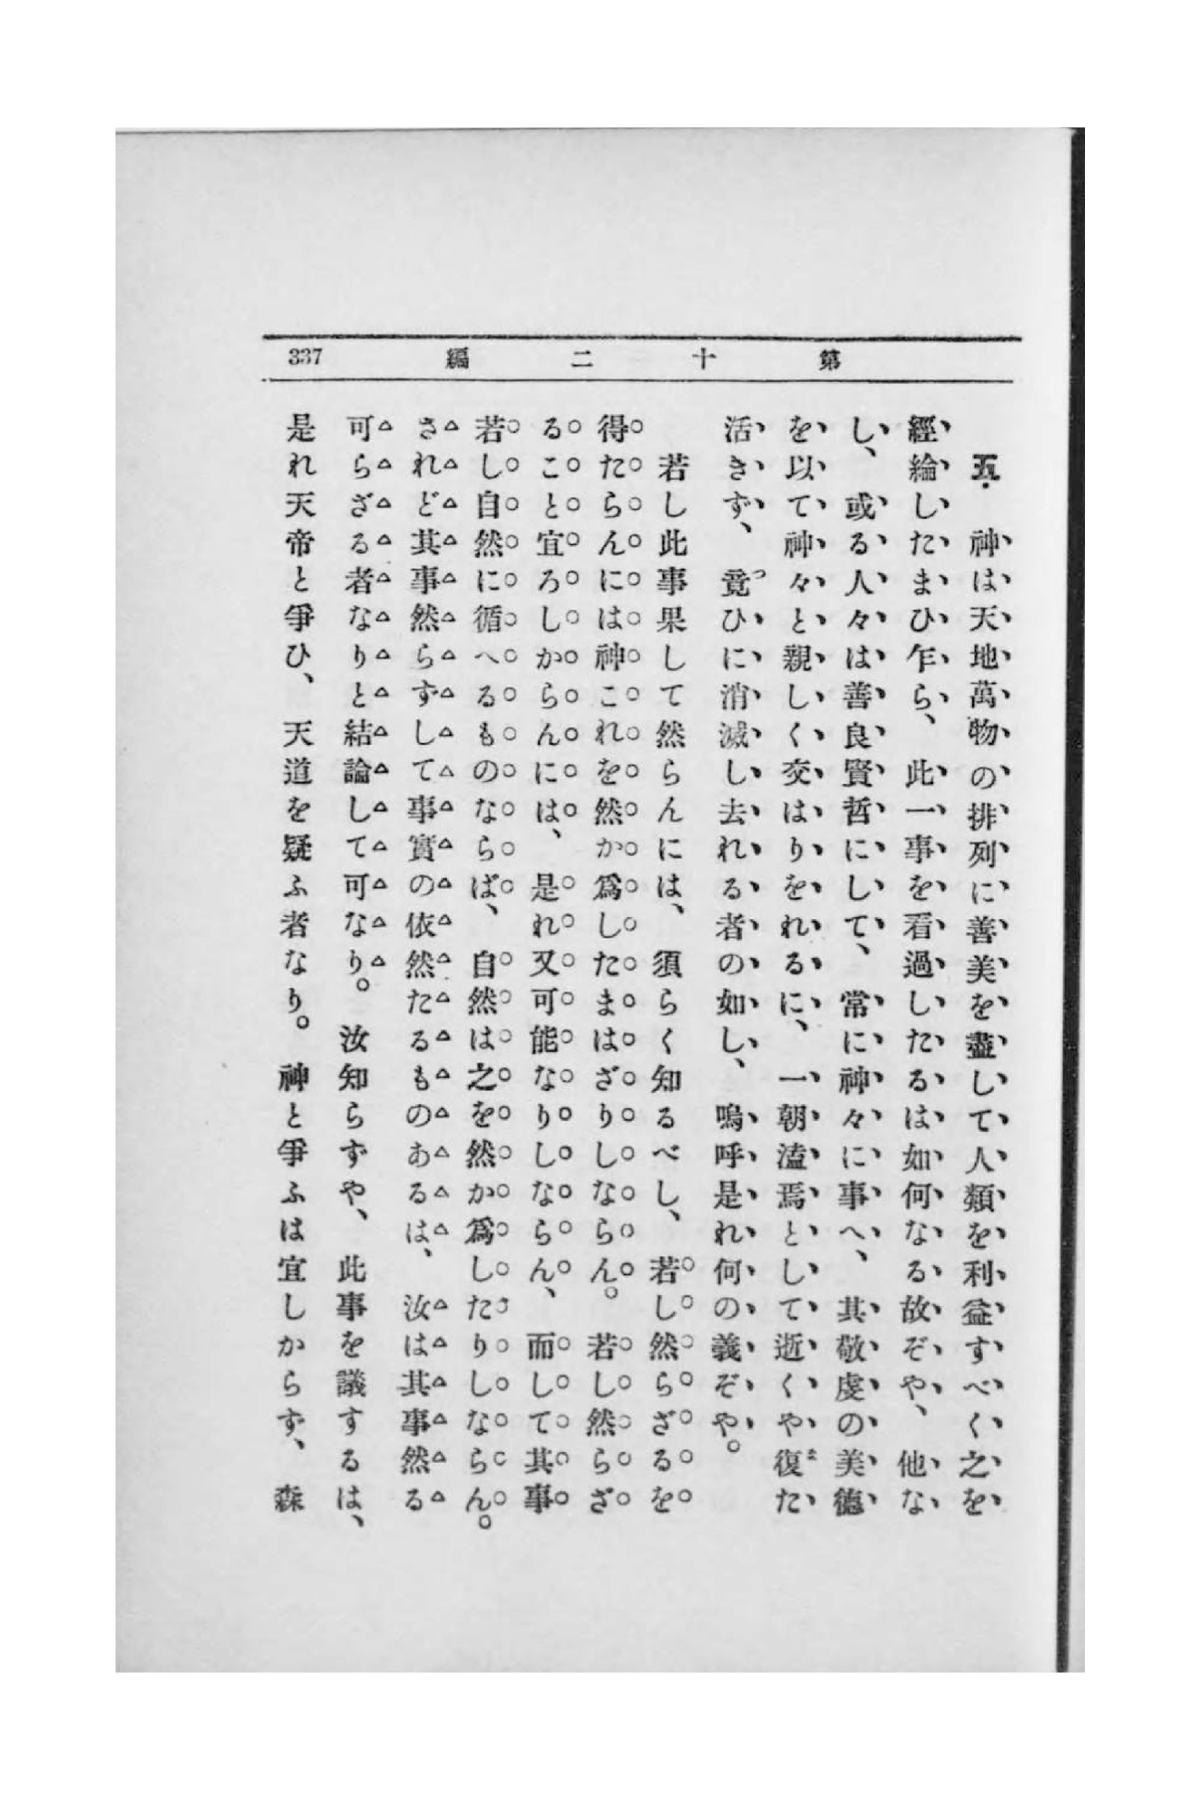 第十二編
337
五．神は天地萬物の排列に善美を盡して人類を利益すべく之を
經綸したまひ乍ら、此一事を看過したるは如何なる故ぞや、他な
し、或る人々は善良賢哲にして、常に神々に事へ、其敬虔の美德
を以て神々と親しく交はりをれるに、一朝溘焉として逝くや復た
活きず、竟ひに消滅し去れる者の如し、嗚呼是れ何の義ぞや。
若し此事果して然らんには、須らく知るべし、若し然らざるを
得たらんには神これを然か爲したまはざりしならん。若し然らざ
ること宜ろしからんには、是れ又可能なりしならん、而して其事
若し自然に循へるものならば、自然は之を然か爲したりしならん。
されど其事然らずして事實の依然たるものあるは、汝は其事然る
可らざる者なりと結論して可なり。汝知らずや、此事を議するは、
是れ天帝と爭ひ、天道を疑ふ者なり。神と爭ふは宜しからず、森